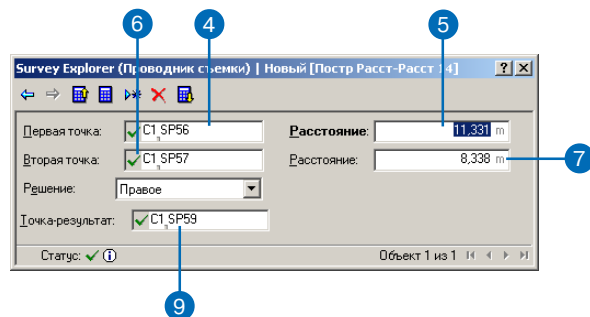 6 4 5
Survey Explorer (Проводник съемки) | Новый [Постр Расст-Расст 14]
Первая точка: C1 SP56 Расстояние: 11,331 m
Вторая точка: C1 SP57 Расстояние: 8,338 m 7
Решение: Правое
Точка-результат: C1 SP59
Статус: Объект 1 из 1
9